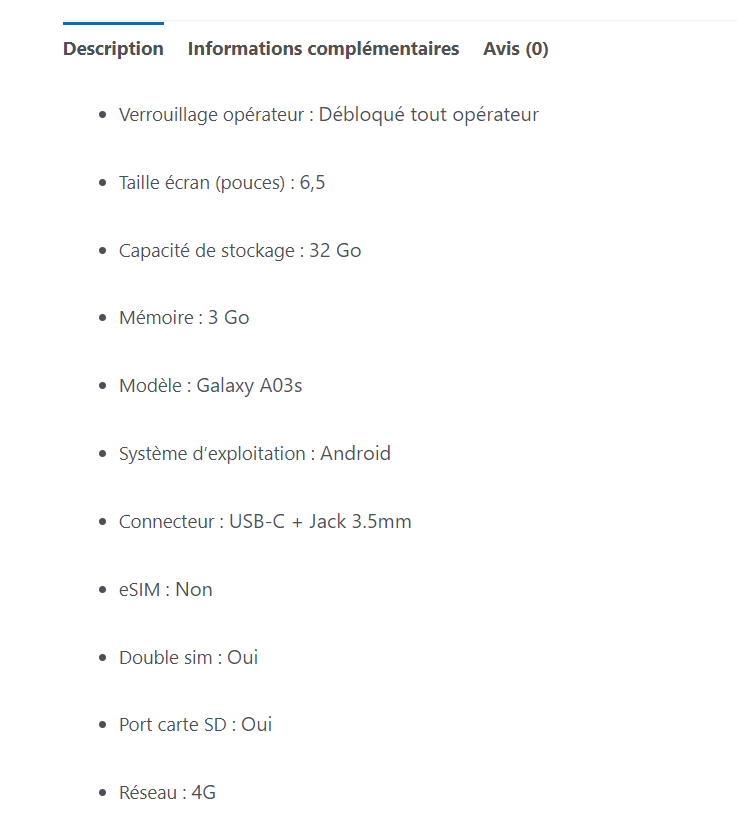 Description Informations complémentaires Avis (0)
Verrouillage opérateur : Débloqué tout opérateur
Taille écran (pouces) : 6,5
Capacité de stockage : 32 Go
Mémoire : 3 Go
Modèle : Galaxy A03s
Système d’exploitation : Android
Connecteur : USB-C + Jack 3.5mm
eSIM : Non
Double sim : Oui
Port carte SD : Oui
Réseau : 4G